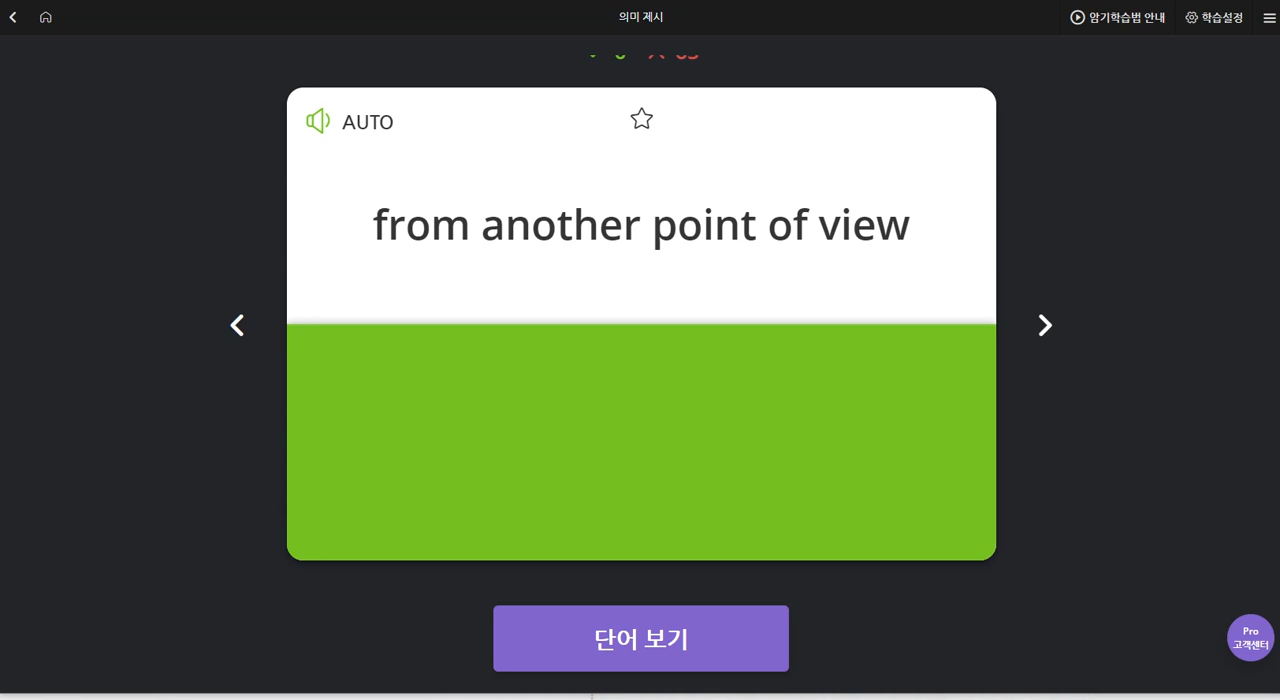 의미 제시
암기학습법 안내
학습설정
AUTO
from another point of view
단어 보기
Pro
고객센터